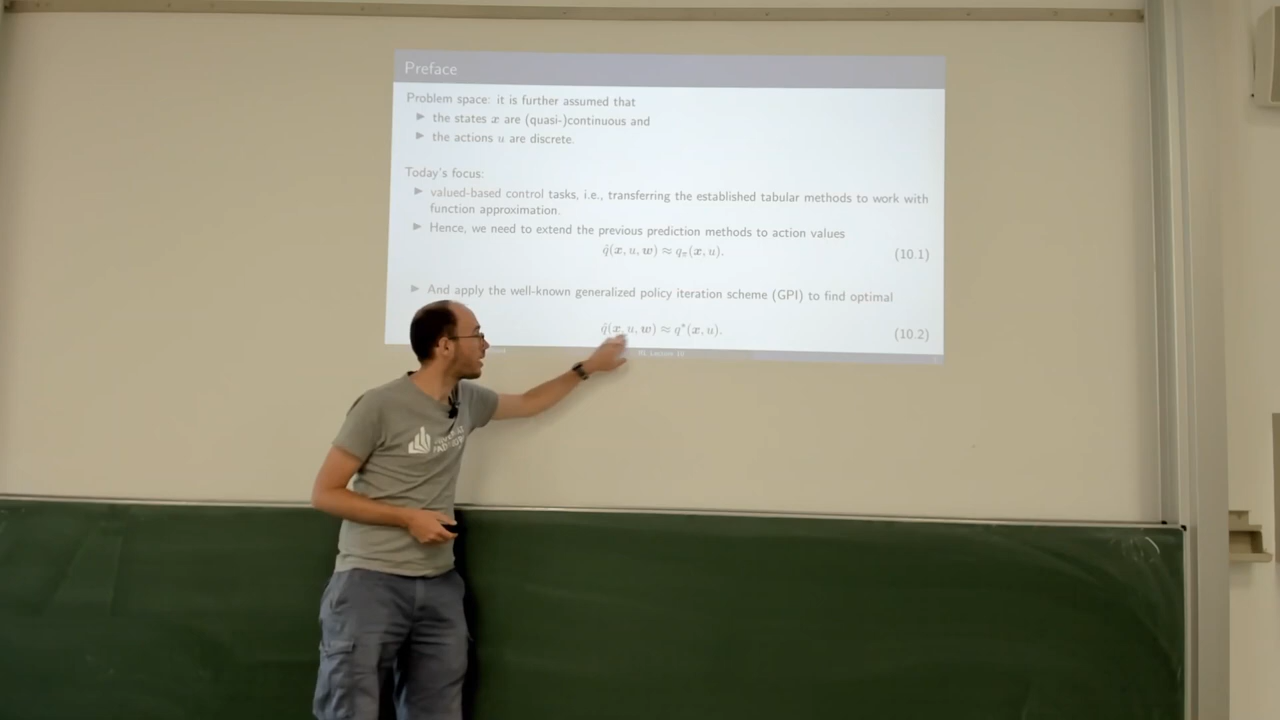 Preface
Problem space: it is further assumed that
▶ the states x are (quasi-)continuous and
▶ the actions u are discrete.
Today's focus:
▶ valued-based control tasks, i.e., transferring the established tabular methods to work with
function approximation.
▶ Hence, we need to extend the previous prediction methods to action values
q̂(x, u, w) ≈ qπ(x, u). (10.1)
▶ And apply the well-known generalized policy iteration scheme (GPI) to find optimal
q̂(x, u, w) ≈ q*(x, u). (10.2)
RL Lesson 10